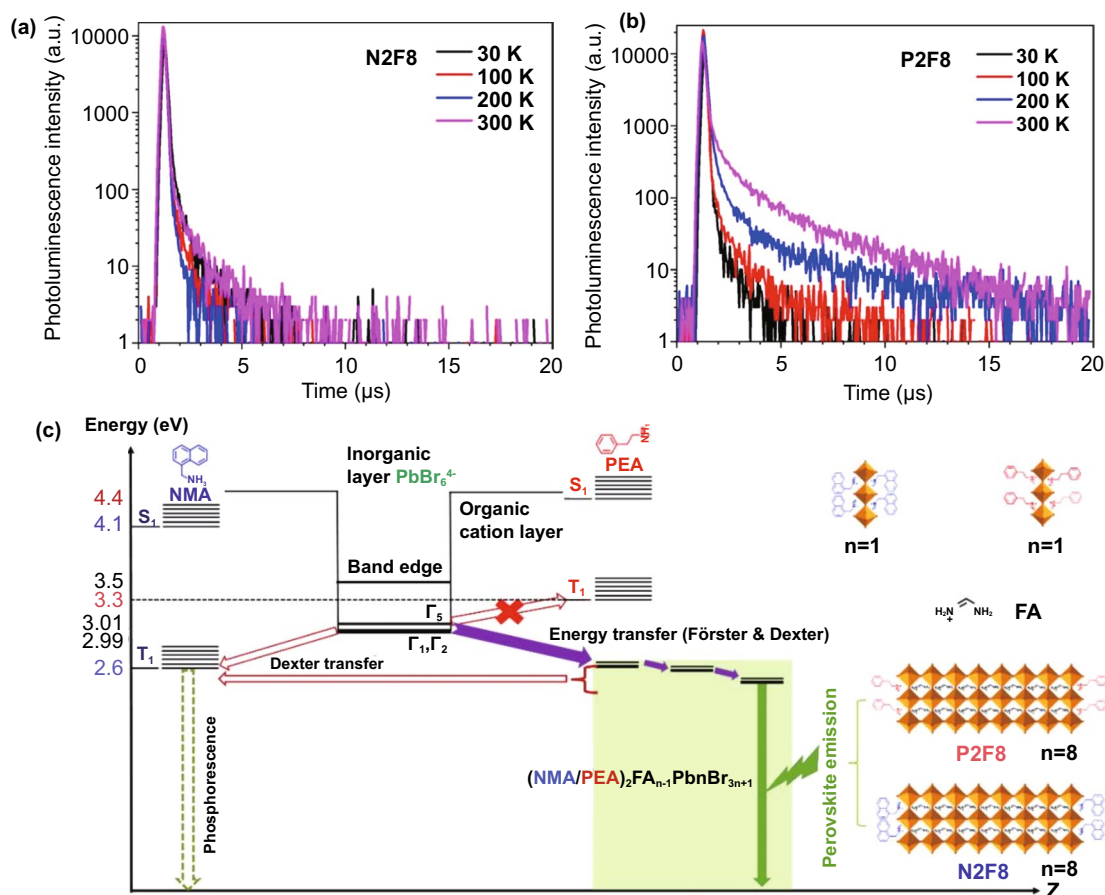 (a)
Photoluminescence intensity (a.u.)
10000
1000
100
10
1
N2F8
30 K
100 K
200 K
300 K
0 5 10 15 20
Time (µs)
(b)
Photoluminescence intensity (a.u.)
10000
1000
100
10
1
P2F8
30 K
100 K
200 K
300 K
0 5 10 15 20
Time (µs)
(c)
Energy (eV)
4.4
4.1
3.5
3.3
3.01
2.99
2.6
NH₃
NMA
S₁
T₁
Inorganic
layer PbBr₆⁴⁻
Organic
cation layer
Band edge
Γ₅
Γ₁,Γ₂
PEA
S₁
T₁
Dexter transfer
Energy transfer (Förster & Dexter)
Phosphorescence
(NMA/PEA)₂FAₙ₋₁PbnBr₃ₙ₊₁
Perovskite emission
n=1
n=1
H₂N
+
NH₂
FA
P2F8 n=8
N2F8 n=8
Z